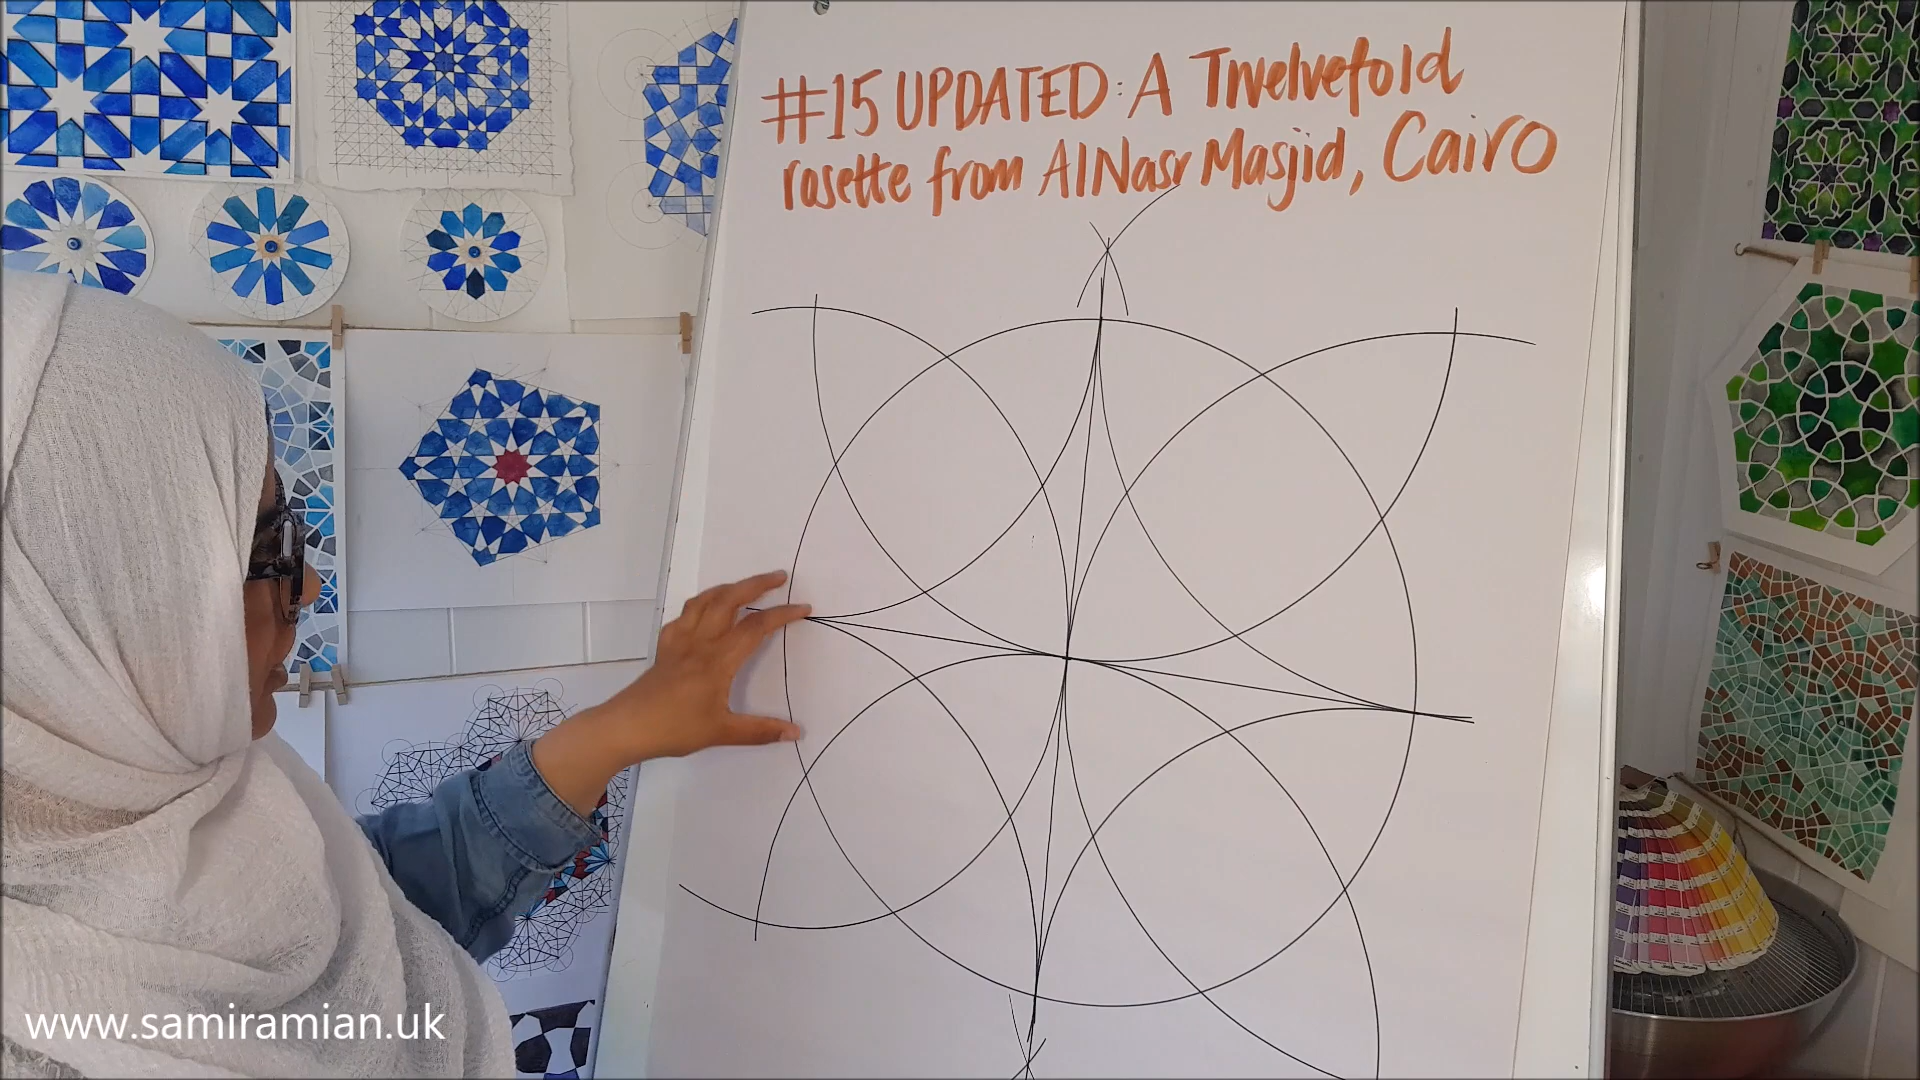 #15 UPDATED: A Twelvefold
rosette from AlNasr Masjid, Cairo
www.samiramian.uk